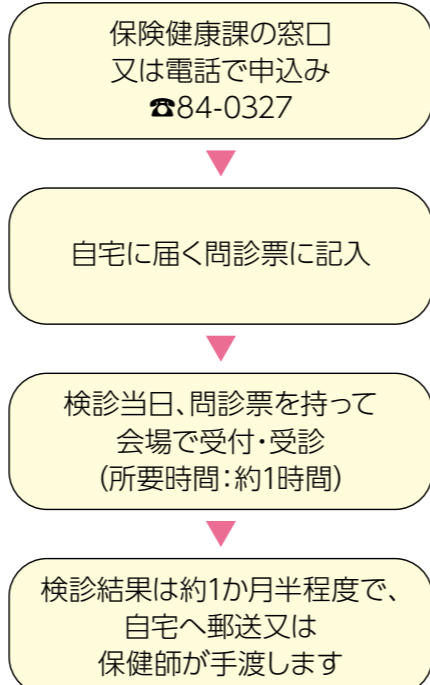 保険健康課の窓口
又は電話で申込み
☎84-0327
自宅に届く問診票に記入
検診当日、問診票を持って
会場で受付・受診
(所要時間：約1時間)
検診結果は約1か月半程度で、
自宅へ郵送又は
保健師が手渡します